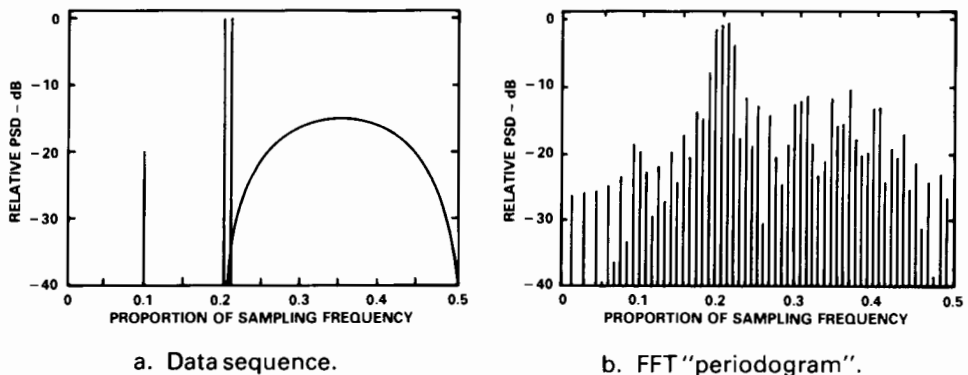 0
-10
-20
-30
-40
RELATIVE PSD – dB
0 0.1 0.2 0.3 0.4 0.5
PROPORTION OF SAMPLING FREQUENCY
a. Data sequence.
0
-10
-20
-30
-40
RELATIVE PSD – dB
0 0.1 0.2 0.3 0.4 0.5
PROPORTION OF SAMPLING FREQUENCY
b. FFT "periodogram".